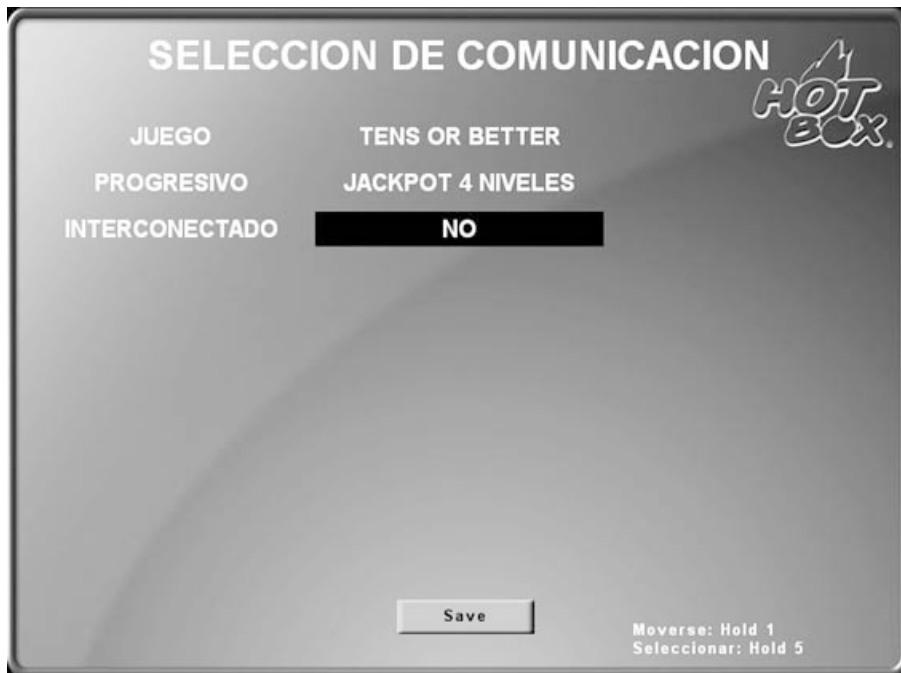 SELECCION DE COMUNICACION
HOT
BOX®
JUEGO TENS OR BETTER
PROGRESIVO JACKPOT 4 NIVELES
INTERCONECTADO NO
Save
Moverse: Hold 1
Seleccionar: Hold 5